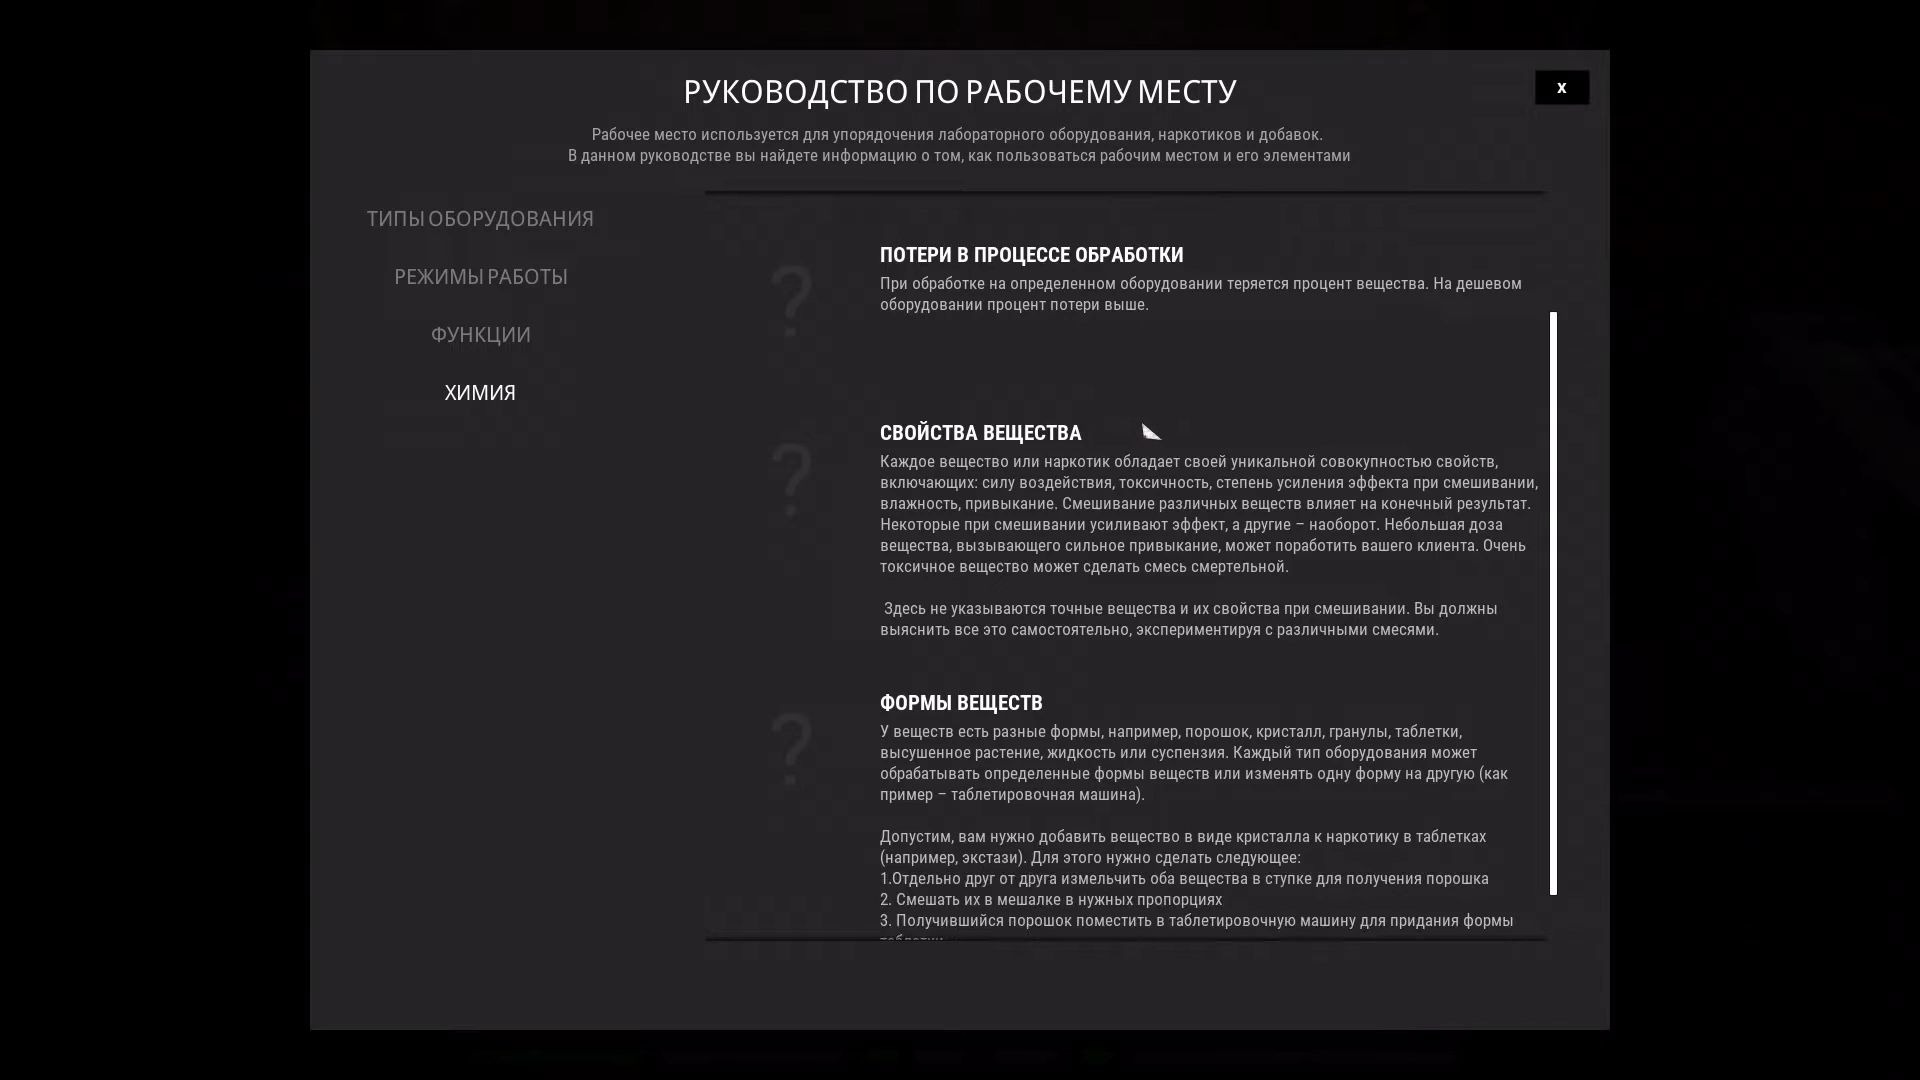 РУКОВОДСТВО ПО РАБОЧЕМУ МЕСТУ
x
Рабочее место используется для упорядочения лабораторного оборудования, наркотиков и добавок.
В данном руководстве вы найдете информацию о том, как пользоваться рабочим местом и его элементами
ТИПЫ ОБОРУДОВАНИЯ
РЕЖИМЫ РАБОТЫ
ФУНКЦИИ
ХИМИЯ
?
ПОТЕРИ В ПРОЦЕССЕ ОБРАБОТКИ
При обработке на определенном оборудовании теряется процент вещества. На дешевом
оборудовании процент потери выше.
?
СВОЙСТВА ВЕЩЕСТВА
Каждое вещество или наркотик обладает своей уникальной совокупностью свойств,
включающих: силу воздействия, токсичность, степень усиления эффекта при смешивании,
влажность, привыкание. Смешивание различных веществ влияет на конечный результат.
Некоторые при смешивании усиливают эффект, а другие – наоборот. Небольшая доза
вещества, вызывающего сильное привыкание, может поработить вашего клиента. Очень
токсичное вещество может сделать смесь смертельной.
Здесь не указываются точные вещества и их свойства при смешивании. Вы должны
выяснить все это самостоятельно, экспериментируя с различными смесями.
?
ФОРМЫ ВЕЩЕСТВ
У веществ есть разные формы, например, порошок, кристалл, гранулы, таблетки,
высушенное растение, жидкость или суспензия. Каждый тип оборудования может
обрабатывать определенные формы веществ или изменять одну форму на другую (как
пример – таблетировочная машина).
Допустим, вам нужно добавить вещество в виде кристалла к наркотику в таблетках
(например, экстази). Для этого нужно сделать следующее:
1.Отдельно друг от друга измельчить оба вещества в ступке для получения порошка
2. Смешать их в мешалке в нужных пропорциях
3. Получившийся порошок поместить в таблетировочную машину для придания формы